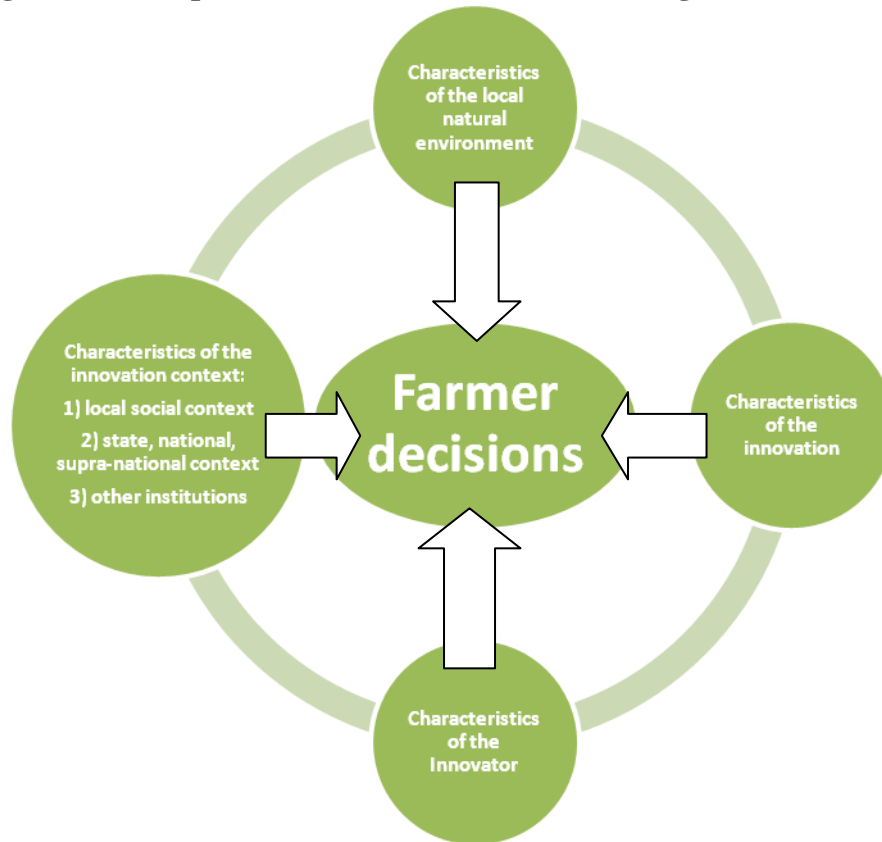 Characteristics
of the local
natural
environment
Characteristics of the
innovation context:
1) local social context
2) state, national,
supra-national context
3) other institutions
Farmer
decisions
Characteristics
of the
innovation
Characteristics
of the
Innovator